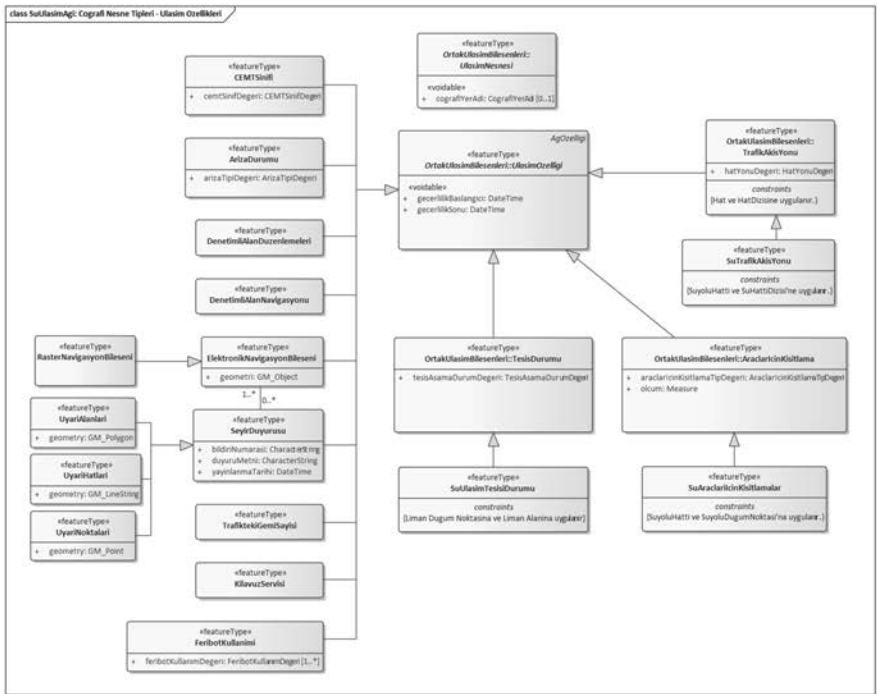 class SuUlasimAgi: Cografi Nesne Tipleri - Ulasim Ozellikleri
«featureType»
OrtakUlasimBilesenleri::
UlasimNesnesi
«voidable»
+ cografiYerAdi: CografiYerAdi [0..1]
«featureType»
CEMTSinifi
+ cemtSinifDegeri: CEMTSinifDegeri
«featureType»
ArizaDurumu
+ arizaTipiDegeri: ArizaTipiDegeri
«featureType»
DenetimliAlanDuzenlemeleri
«featureType»
DenetimliAlanNavigasyonu
«featureType»
RasterNavigasyonBileseni
«featureType»
ElektronikNavigasyonBileseni
+ geometri: GM_Object
1..*
0..*
«featureType»
UyariAlanlari
+ geometry: GM_Polygon
«featureType»
UyariHatlari
+ geometry: GM_LineString
«featureType»
UyariNoktalari
+ geometry: GM_Point
«featureType»
SeyirDuyurusu
+ bildiriNumarasi: CharacterString
+ duyuruMetni: CharacterString
+ yayinlanmaTarihi: DateTime
«featureType»
TrafiktekiGemiSayisi
«featureType»
KilavuzServisi
«featureType»
FeribotKullanimi
+ feribotKullanimDegeri: FeribotKullanimDegeri [1..*]
AgOzelligi
«featureType»
OrtakUlasimBilesenleri::UlasimOzelligi
«voidable»
+ gecerlilikBaslangici: DateTime
+ gecerlilikSonu: DateTime
«featureType»
OrtakUlasimBilesenleri::
TrafikAkisYonu
+ hatYonuDegeri: HatYonuDegeri
constraints
{Hat ve HatDizisine uygulanır.}
«featureType»
SuTrafikAkisYonu
constraints
{SuyoluHatti ve SuHattiDizisi'ne uygulanır.}
«featureType»
OrtakUlasimBilesenleri::TesisDurumu
+ tesisAsamaDurumDegeri: TesisAsamaDurumDegeri
«featureType»
OrtakUlasimBilesenleri::AraclarIcinKisitlama
+ araclarIcinKisitlamaTipDegeri: AraclarIcinKisitlamaTipDegeri
+ olcum: Measure
«featureType»
SuUlasimTesisiDurumu
constraints
{Liman Dugum Noktasina ve Liman Alanina uygulanir}
«featureType»
SuAraclariIcinKisitlamalar
constraints
{SuyoluHatti ve SuyoluDugumNoktasi'na uygulanır.}